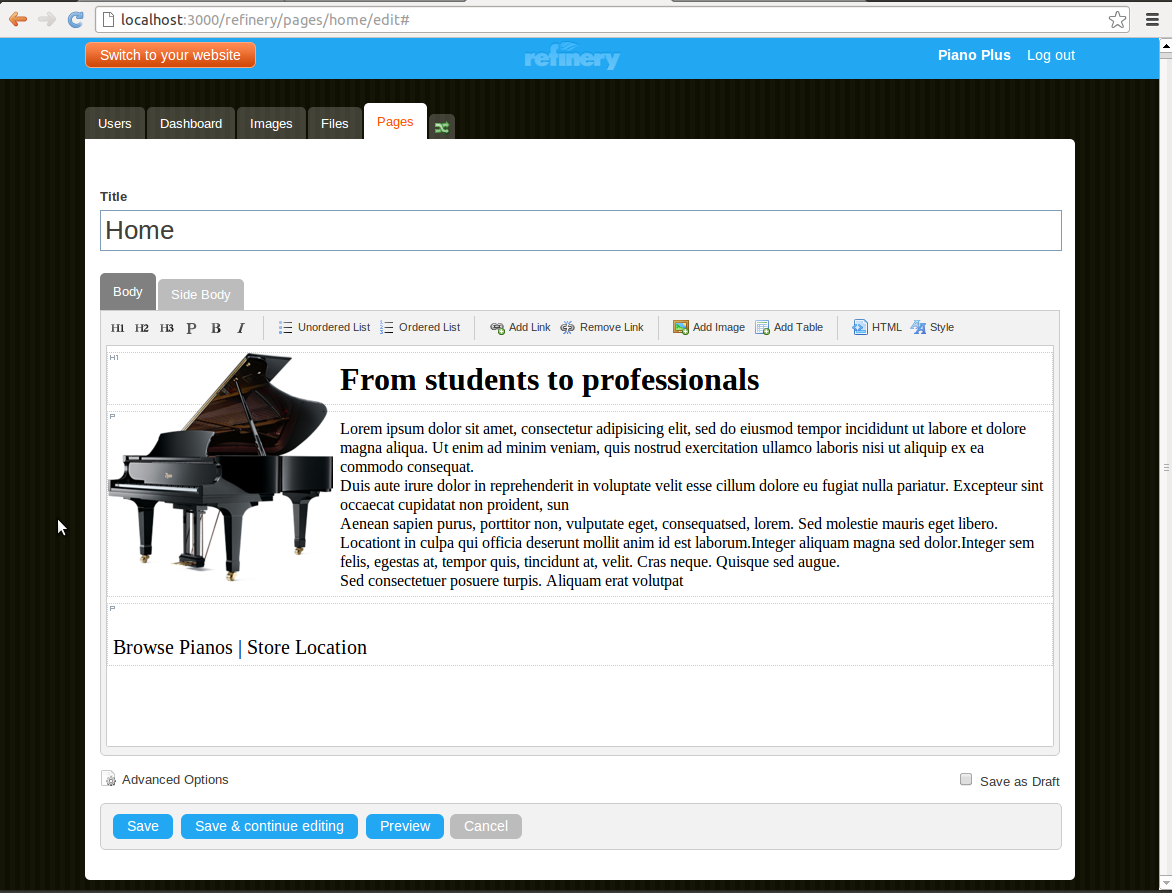 localhost:3000/refinery/pages/home/edit#
Switch to your website
refinery
Piano Plus Log out
Users Dashboard Images Files Pages
Title
Home
Body Side Body
H1 H2 H3 P B I Unordered List Ordered List Add Link Remove Link Add Image Add Table HTML Style
H1
From students to professionals
P
Lorem ipsum dolor sit amet, consectetur adipisicing elit, sed do eiusmod tempor incididunt ut labore et dolore
magna aliqua. Ut enim ad minim veniam, quis nostrud exercitation ullamco laboris nisi ut aliquip ex ea
commodo consequat.
Duis aute irure dolor in reprehenderit in voluptate velit esse cillum dolore eu fugiat nulla pariatur. Excepteur sint
occaecat cupidatat non proident, sun
Aenean sapien purus, porttitor non, vulputate eget, consequatsed, lorem. Sed molestie mauris eget libero.
Locationt in culpa qui officia deserunt mollit anim id est laborum.Integer aliquam magna sed dolor.Integer sem
felis, egestas at, tempor quis, tincidunt at, velit. Cras neque. Quisque sed augue.
Sed consectetuer posuere turpis. Aliquam erat volutpat
P
Browse Pianos | Store Location
Advanced Options
Save as Draft
Save Save & continue editing Preview Cancel